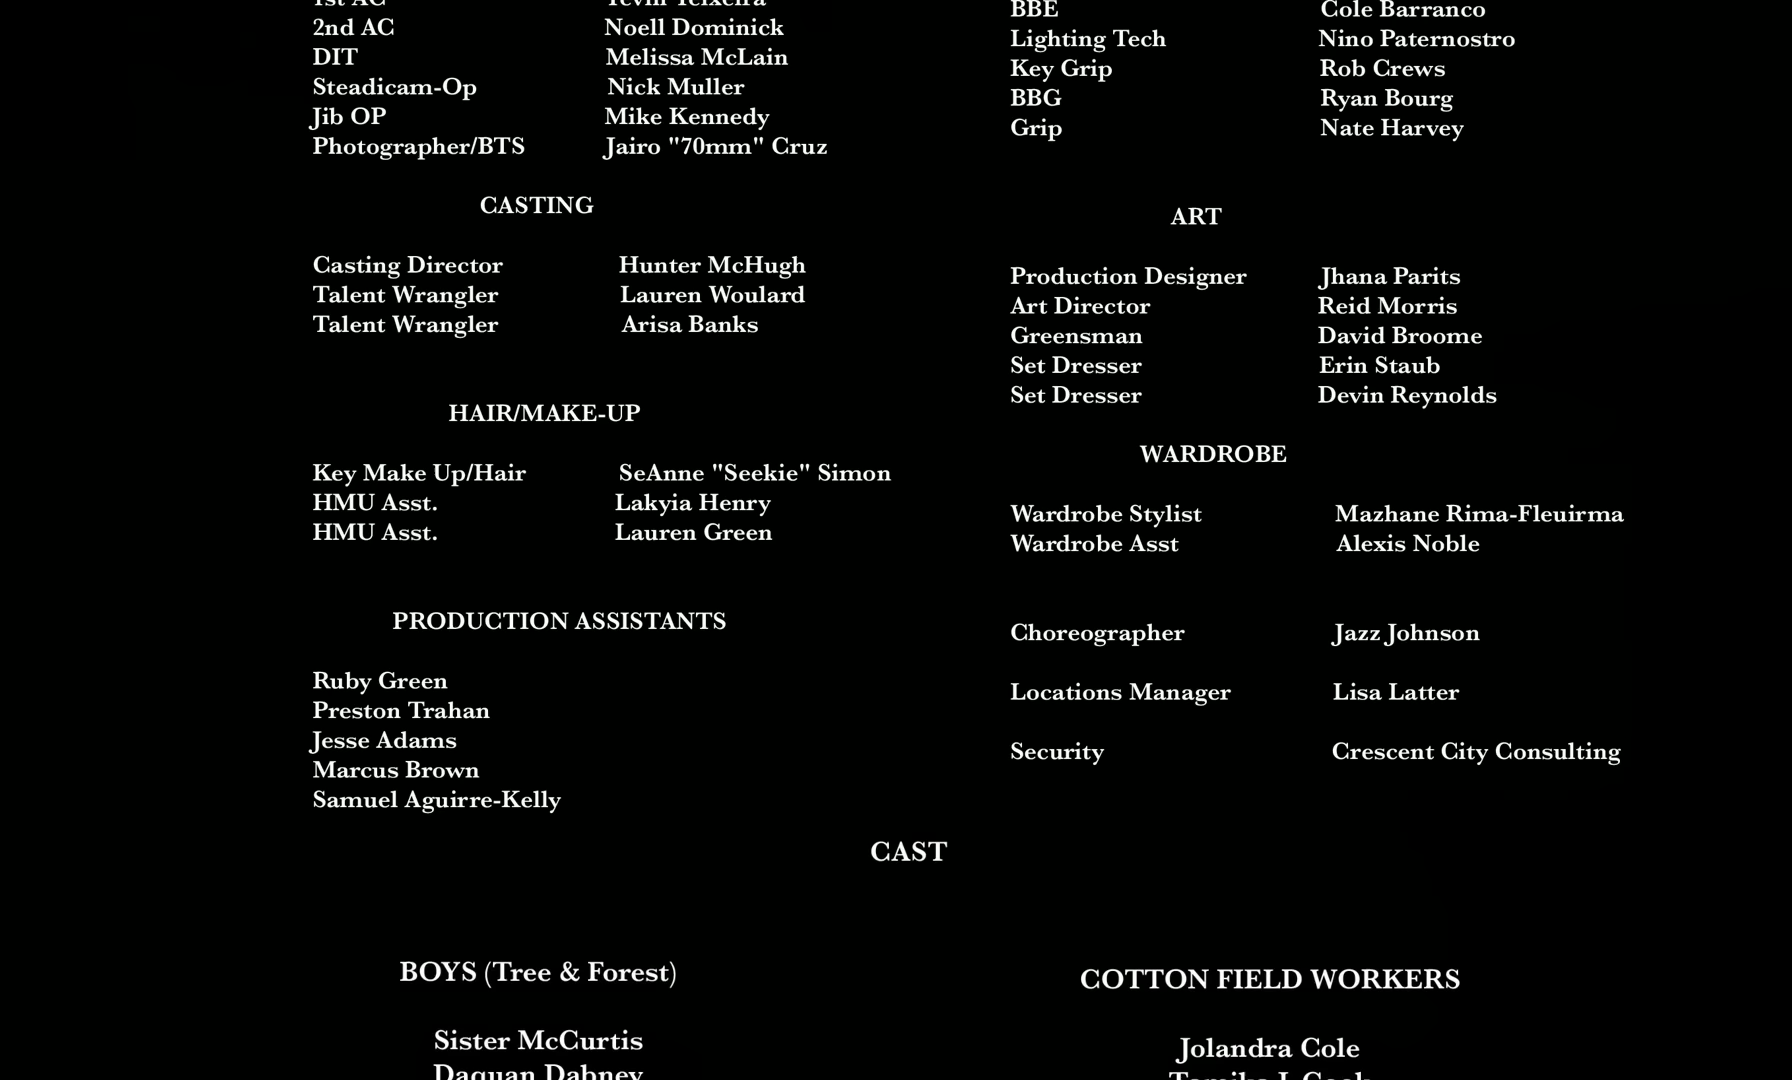 1st AC Tevin Teixeira
2nd AC Noell Dominick
DIT Melissa McLain
Steadicam-Op Nick Muller
Jib OP Mike Kennedy
Photographer/BTS Jairo "70mm" Cruz
CASTING
Casting Director Hunter McHugh
Talent Wrangler Lauren Woulard
Talent Wrangler Arisa Banks
HAIR/MAKE-UP
Key Make Up/Hair SeAnne "Seekie" Simon
HMU Asst. Lakyia Henry
HMU Asst. Lauren Green
PRODUCTION ASSISTANTS
Ruby Green
Preston Trahan
Jesse Adams
Marcus Brown
Samuel Aguirre-Kelly
BBE Cole Barranco
Lighting Tech Nino Paternostro
Key Grip Rob Crews
BBG Ryan Bourg
Grip Nate Harvey
ART
Production Designer Jhana Parits
Art Director Reid Morris
Greensman David Broome
Set Dresser Erin Staub
Set Dresser Devin Reynolds
WARDROBE
Wardrobe Stylist Mazhane Rima-Fleuirma
Wardrobe Asst Alexis Noble
Choreographer Jazz Johnson
Locations Manager Lisa Latter
Security Crescent City Consulting
CAST
BOYS (Tree & Forest)
Sister McCurtis
Daquan Dabney
COTTON FIELD WORKERS
Jolandra Cole